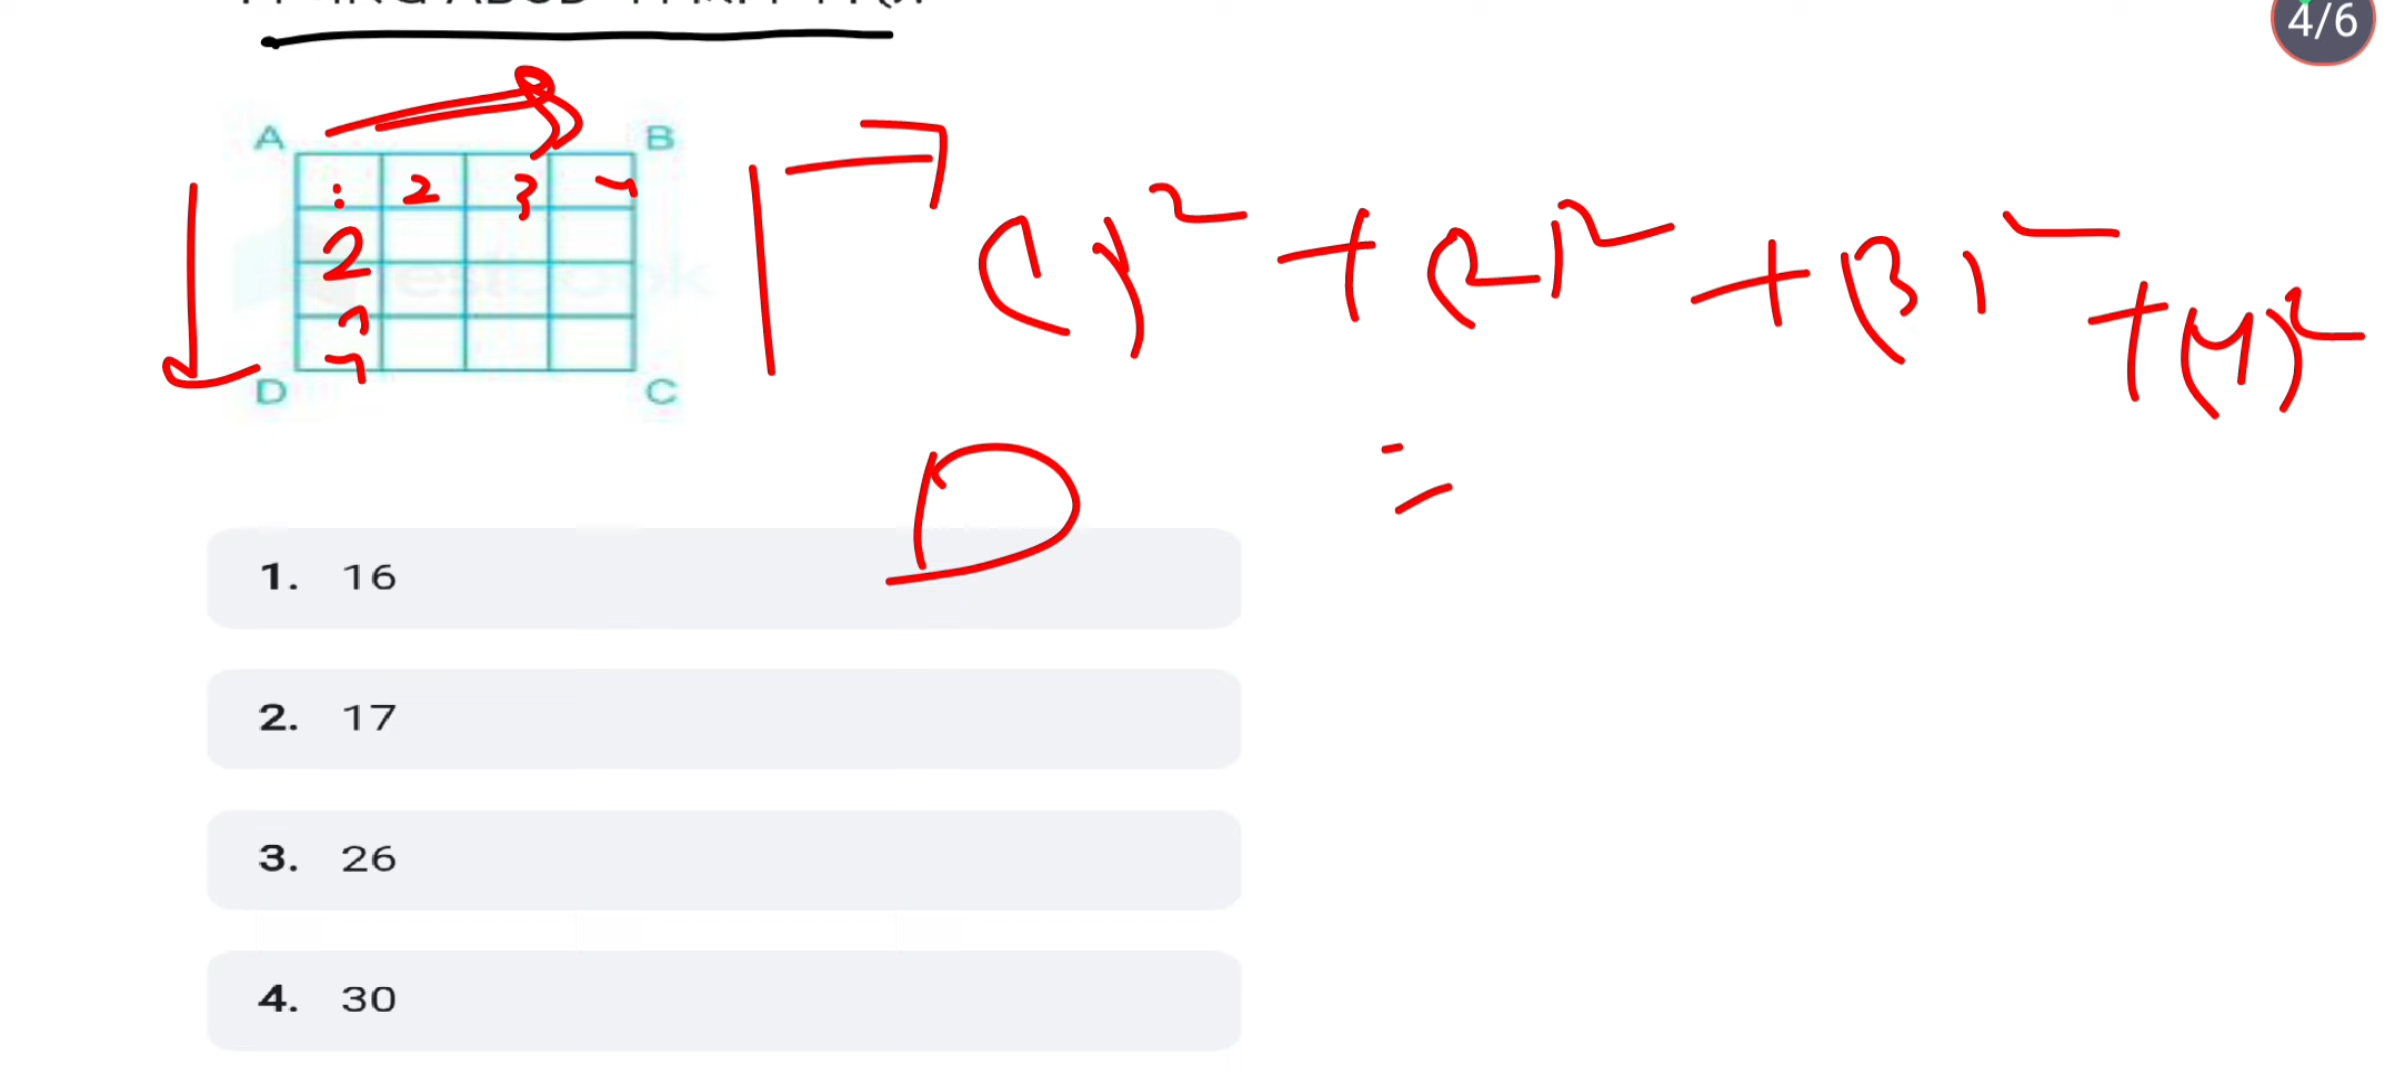 4/6
A B
1 2 3 4
2
3
4
D C
(1)² + (2)² + (3)² + (4)²
=
D
1. 16
2. 17
3. 26
4. 30